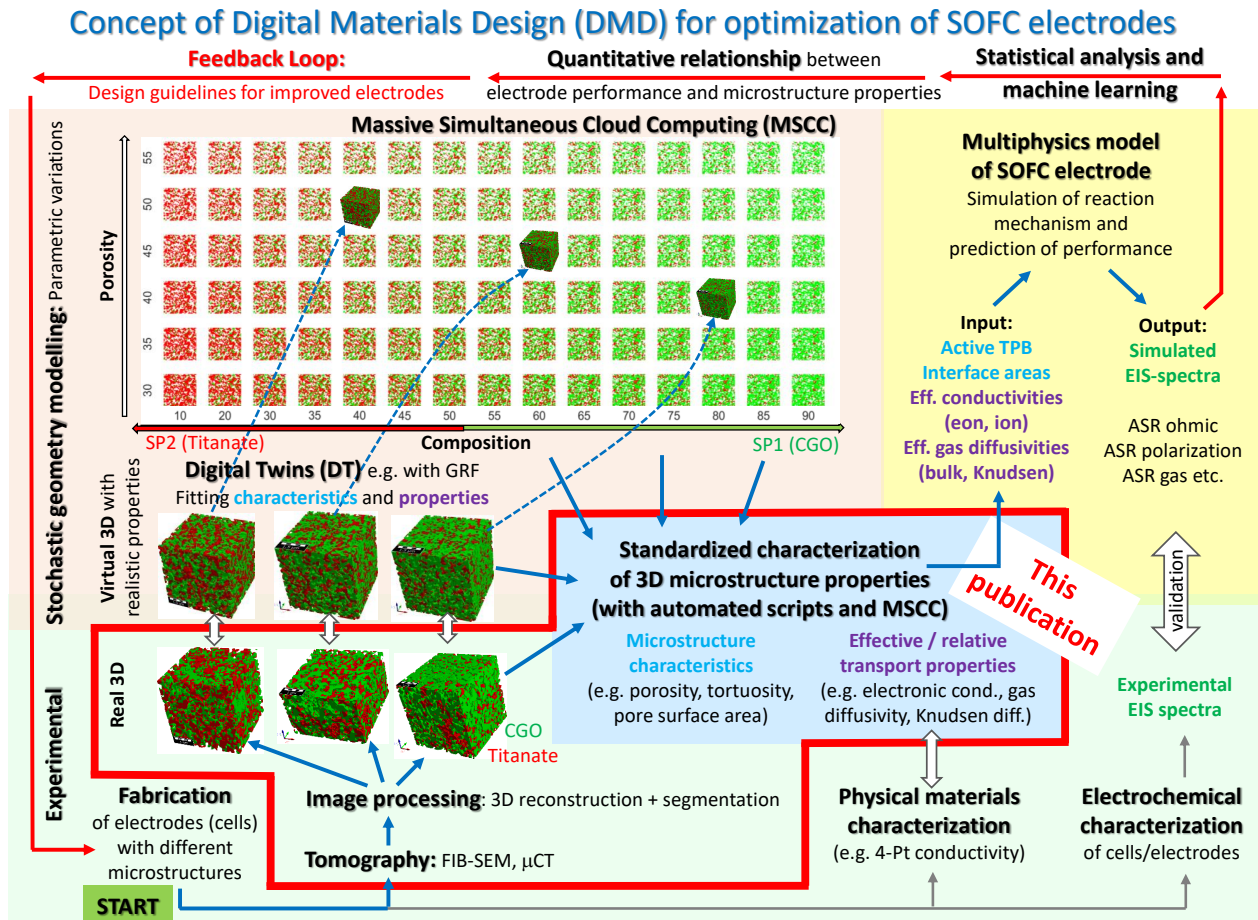 Concept of Digital Materials Design (DMD) for optimization of SOFC electrodes
Feedback Loop:
Design guidelines for improved electrodes
Quantitative relationship between
electrode performance and microstructure properties
Statistical analysis and
machine learning
Stochastic geometry modelling: Parametric variations
Massive Simultaneous Cloud Computing (MSCC)
Porosity
55
50
45
40
35
30
10 20 30 35 40 45 50 55 60 65 70 75 80 85 90
SP2 (Titanate)
Composition
SP1 (CGO)
Multiphysics model
of SOFC electrode
Simulation of reaction
mechanism and
prediction of performance
Input:
Active TPB
Interface areas
Eff. conductivities
(eon, ion)
Eff. gas diffusivities
(bulk, Knudsen)
Output:
Simulated
EIS-spectra
ASR ohmic
ASR polarization
ASR gas etc.
Digital Twins (DT) e.g. with GRF
Fitting characteristics and properties
Virtual 3D with
realistic properties
Standardized characterization
of 3D microstructure properties
(with automated scripts and MSCC)
Microstructure
characteristics
(e.g. porosity, tortuosity,
pore surface area)
Effective / relative
transport properties
(e.g. electronic cond., gas
diffusivity, Knudsen diff.)
This
publication
validation
Experimental
EIS spectra
Experimental
Real 3D
CGO
Titanate
Image processing: 3D reconstruction + segmentation
Tomography: FIB-SEM, μCT
Fabrication
of electrodes (cells)
with different
microstructures
START
Physical materials
characterization
(e.g. 4-Pt conductivity)
Electrochemical
characterization
of cells/electrodes